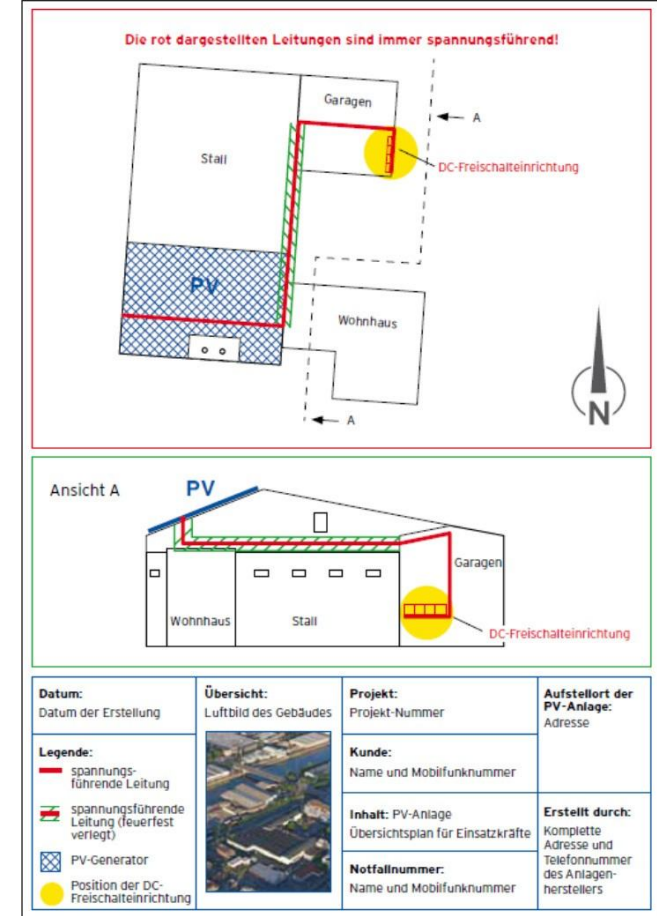 Die rot dargestellten Leitungen sind immer spannungsführend!
Garagen
A
Stall
DC-Freischalteinrichtung
PV
Wohnhaus
A
N
Ansicht A
PV
Garagen
Wohnhaus
Stall
DC-Freischalteinrichtung
Datum:
Datum der Erstellung
Übersicht:
Luftbild des Gebäudes
Projekt:
Projekt-Nummer
Aufstellort der
PV-Anlage:
Adresse
Legende:
spannungs-
führende Leitung
spannungsführende
Leitung (feuerfest
verlegt)
PV-Generator
Position der DC-
Freischalteinrichtung
Kunde:
Name und Mobilfunknummer
Inhalt: PV-Anlage
Übersichtsplan für Einsatzkräfte
Notfallnummer:
Name und Mobilfunknummer
Erstellt durch:
Komplette
Adresse und
Telefonnummer
des Anlagen-
herstellers